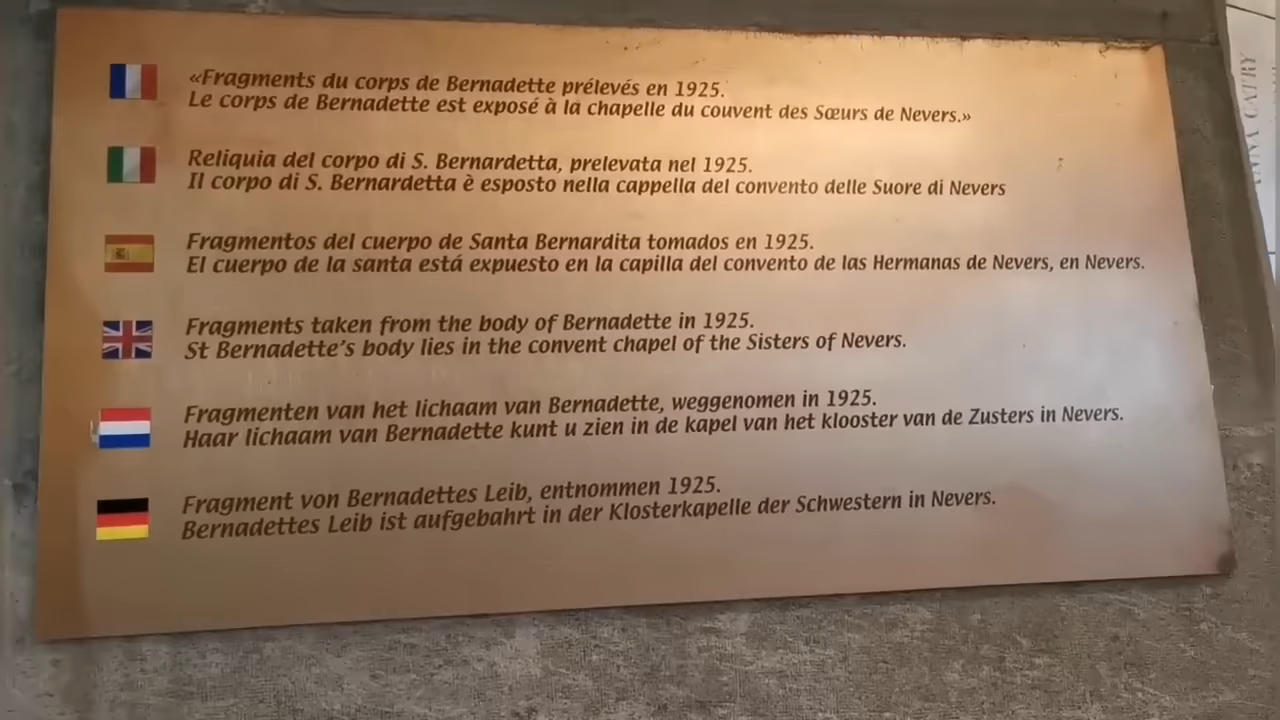 «Fragments du corps de Bernadette prélevés en 1925.
Le corps de Bernadette est exposé à la chapelle du couvent des Sœurs de Nevers.»
Reliquia del corpo di S. Bernardetta, prelevata nel 1925.
Il corpo di S. Bernardetta è esposto nella cappella del convento delle Suore di Nevers
Fragmentos del cuerpo de Santa Bernardita tomados en 1925.
El cuerpo de la santa está expuesto en la capilla del convento de las Hermanas de Nevers, en Nevers.
Fragments taken from the body of Bernadette in 1925.
St Bernadette's body lies in the convent chapel of the Sisters of Nevers.
Fragmenten van het lichaam van Bernadette, weggenomen in 1925.
Haar lichaam van Bernadette kunt u zien in de kapel van het klooster van de Zusters in Nevers.
Fragment von Bernadettes Leib, entnommen 1925.
Bernadettes Leib ist aufgebahrt in der Klosterkapelle der Schwestern in Nevers.